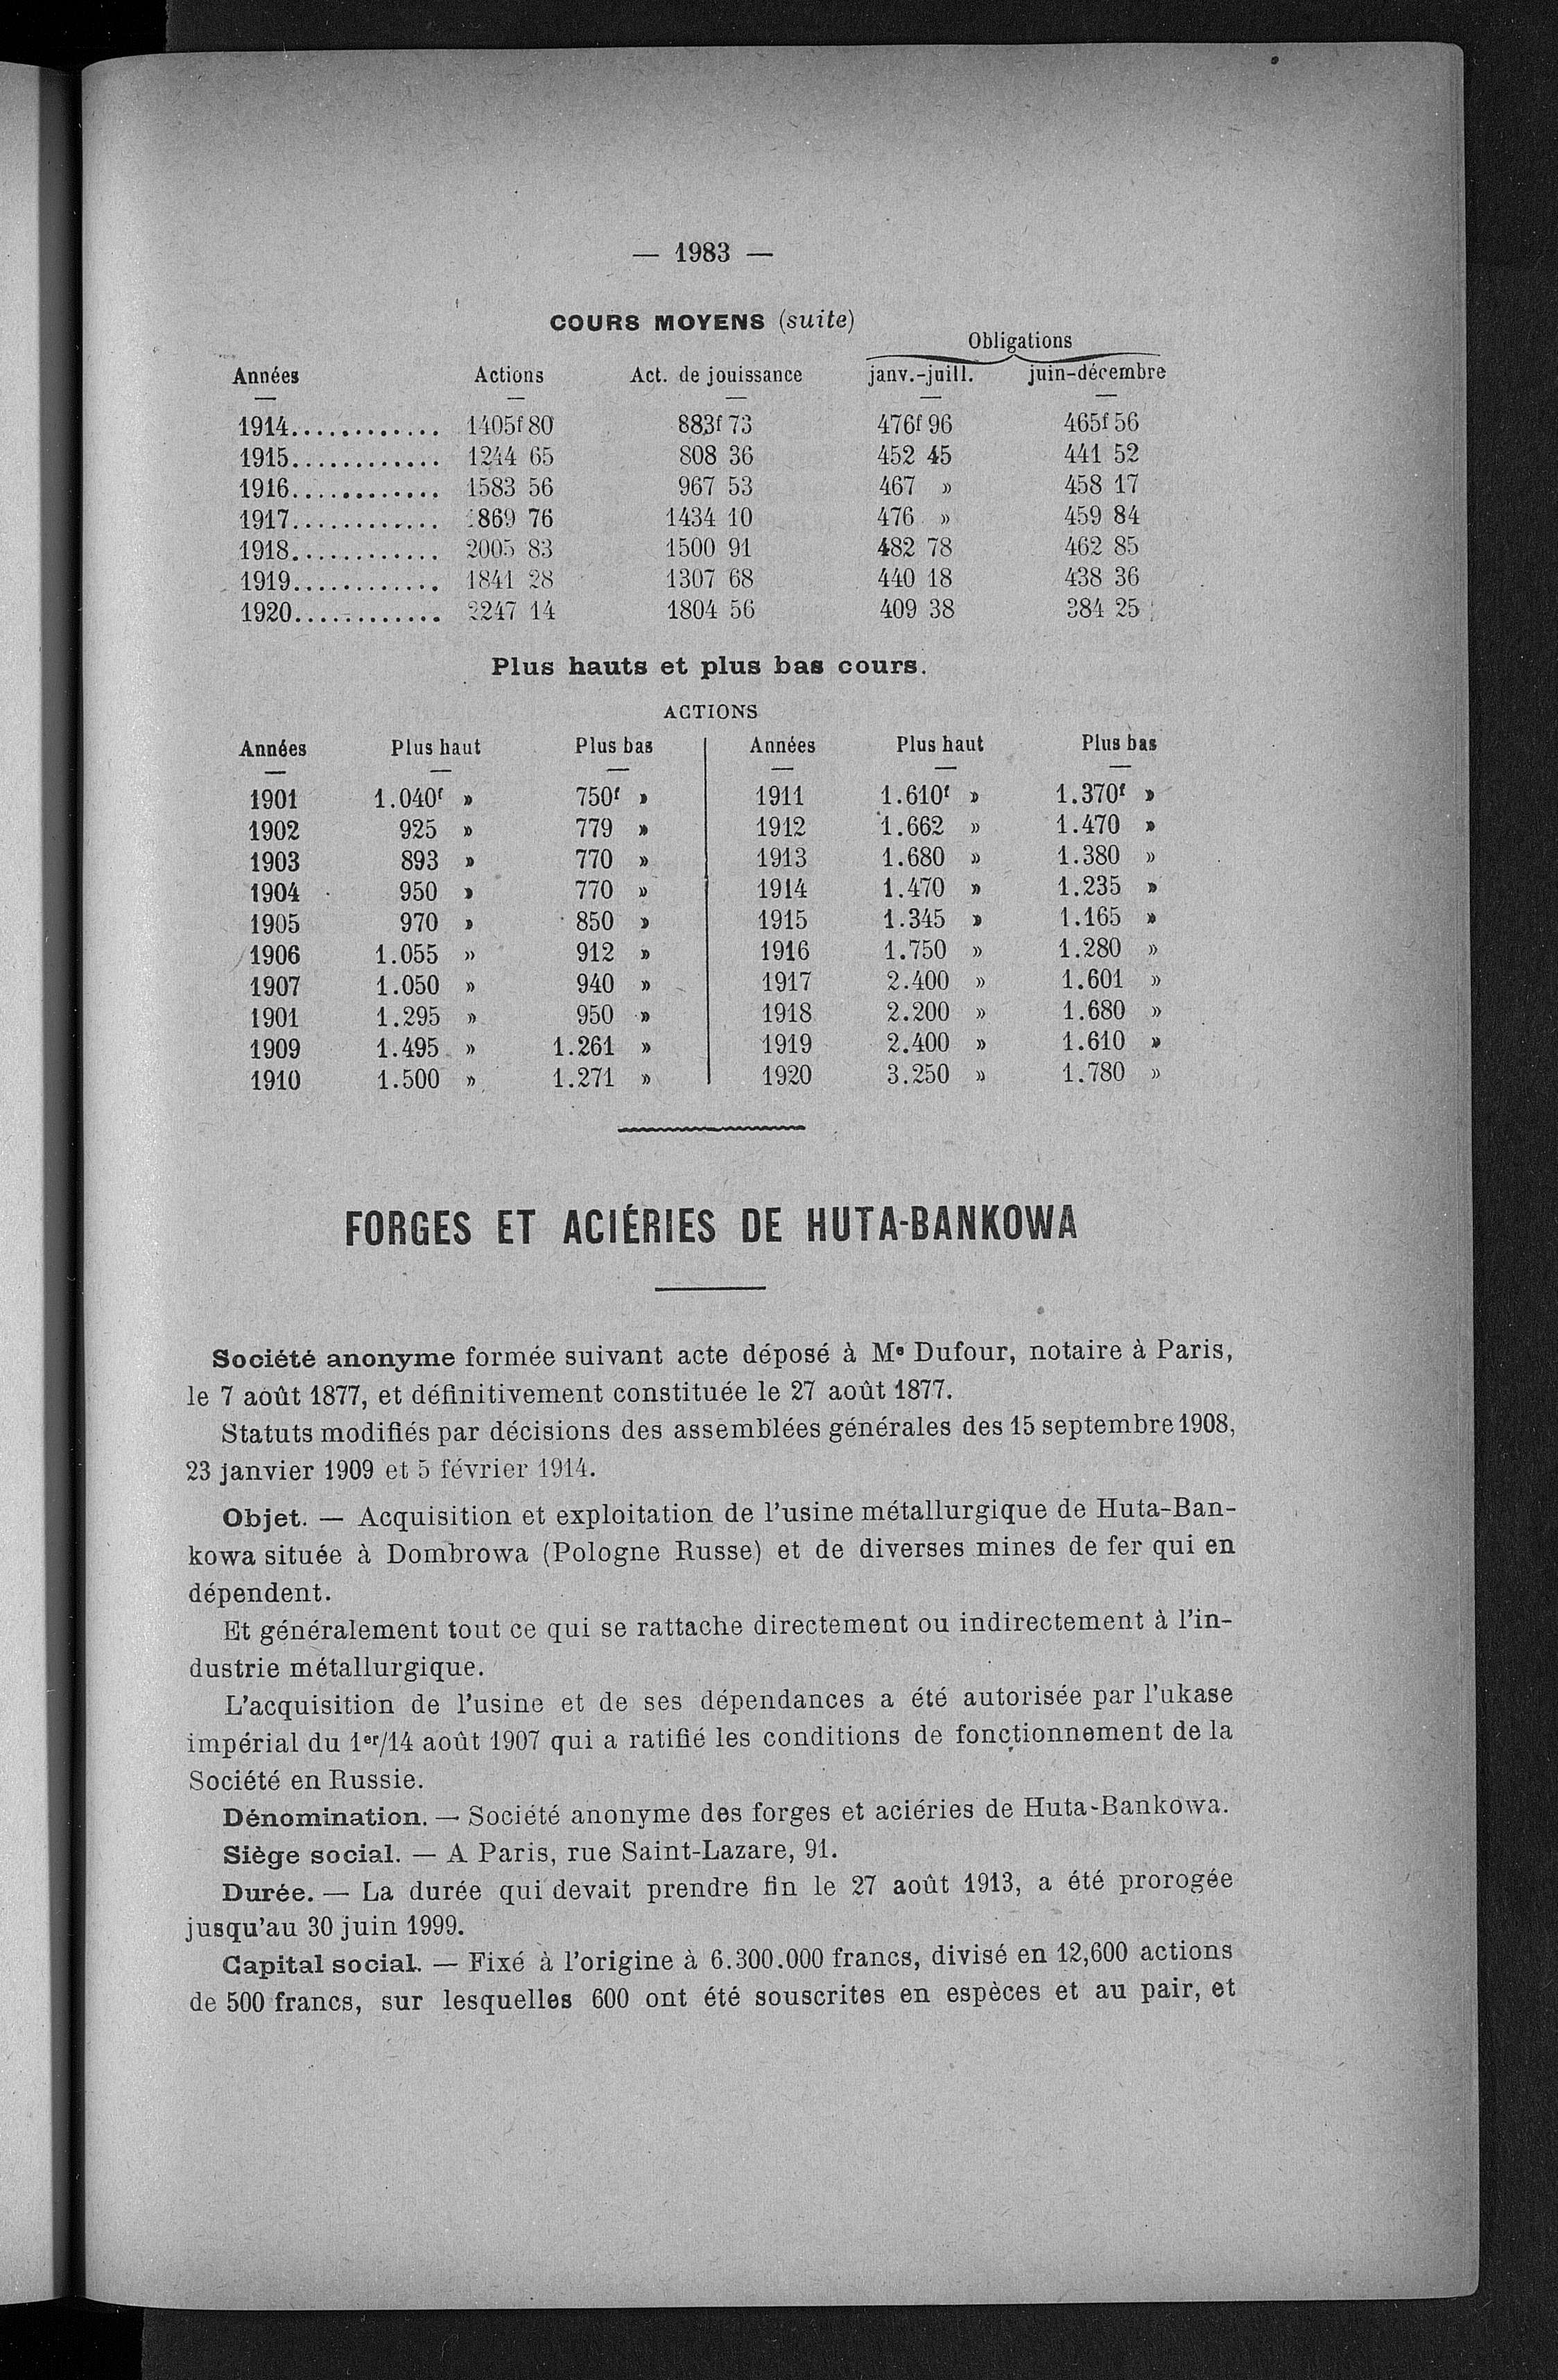 — 1983 —
COURS MOYENS (suite)
Obligations
Années Actions Act. de jouissance janv.-juill. juin-décembre
1914............ 1405f80 883f73 476f96 465f56
1915............ 1244 65 808 36 452 45 441 52
1916............ 1583 56 967 53 467 » 458 17
1917............ 1869 76 1434 10 476 » 459 84
1918............ 2005 83 1500 91 482 78 462 85
1919............ 1841 28 1307 68 440 18 438 36
1920............ 2247 14 1804 56 409 38 384 25
Plus hauts et plus bas cours.
ACTIONS
Années Plus haut Plus bas Années Plus haut Plus bas
1901 1.040f » 750f » 1911 1.610f » 1.370f »
1902 925 » 779 » 1912 1.662 » 1.470 »
1903 893 » 770 » 1913 1.680 » 1.380 »
1904 950 » 770 » 1914 1.470 » 1.235 »
1905 970 » 850 » 1915 1.345 » 1.165 »
1906 1.055 » 912 » 1916 1.750 » 1.280 »
1907 1.050 » 940 » 1917 2.400 » 1.601 »
1901 1.295 » 950 » 1918 2.200 » 1.680 »
1909 1.495 » 1.261 » 1919 2.400 » 1.610 »
1910 1.500 » 1.271 » 1920 3.250 » 1.780 »
FORGES ET ACIÉRIES DE HUTA-BANKOWA
Société anonyme formée suivant acte déposé à Me Dufour, notaire à Paris,
le 7 août 1877, et définitivement constituée le 27 août 1877.
Statuts modifiés par décisions des assemblées générales des 15 septembre 1908,
23 janvier 1909 et 5 février 1914.
Objet. — Acquisition et exploitation de l'usine métallurgique de Huta-Ban-
kowa située à Dombrowa (Pologne Russe) et de diverses mines de fer qui en
dépendent.
Et généralement tout ce qui se rattache directement ou indirectement à l'in-
dustrie métallurgique.
L'acquisition de l'usine et de ses dépendances a été autorisée par l'ukase
impérial du 1er/14 août 1907 qui a ratifié les conditions de fonctionnement de la
Société en Russie.
Dénomination. — Société anonyme des forges et aciéries de Huta-Bankowa.
Siège social. — A Paris, rue Saint-Lazare, 91.
Durée. — La durée qui devait prendre fin le 27 août 1913, a été prorogée
jusqu'au 30 juin 1999.
Capital social. — Fixé à l'origine à 6.300.000 francs, divisé en 12,600 actions
de 500 francs, sur lesquelles 600 ont été souscrites en espèces et au pair, et